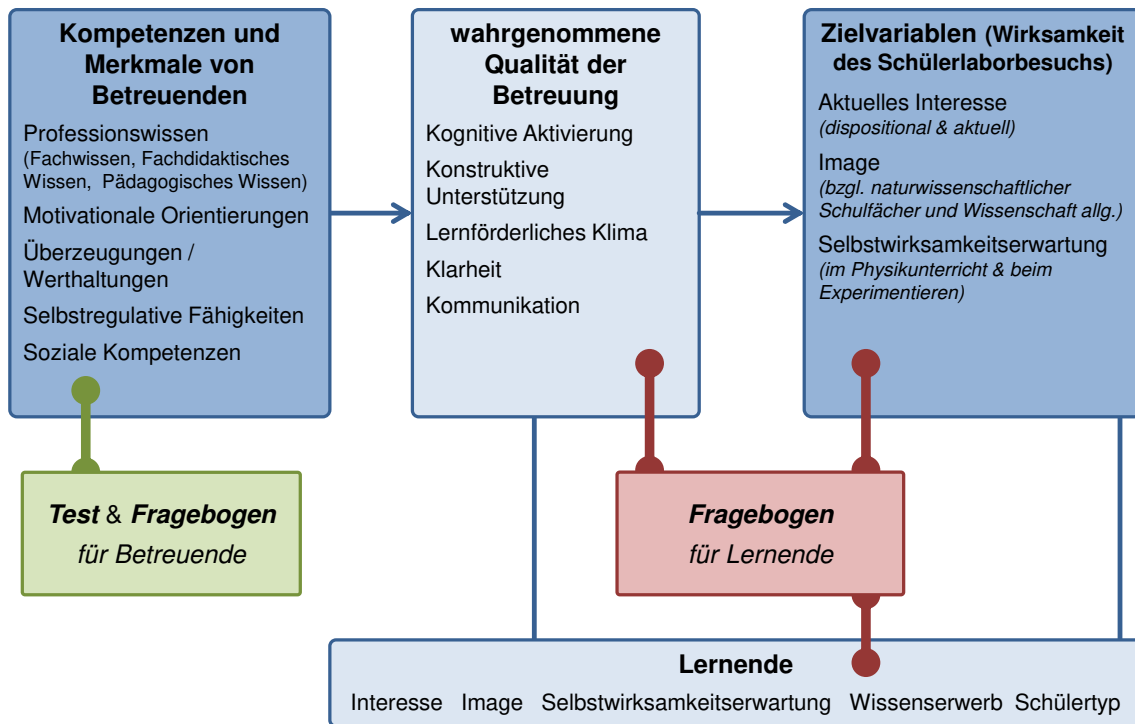 Kompetenzen und
Merkmale von
Betreuenden
Professionswissen
(Fachwissen, Fachdidaktisches
Wissen, Pädagogisches Wissen)
Motivationale Orientierungen
Überzeugungen /
Werthaltungen
Selbstregulative Fähigkeiten
Soziale Kompetenzen
wahrgenommene
Qualität der
Betreuung
Kognitive Aktivierung
Konstruktive
Unterstützung
Lernförderliches Klima
Klarheit
Kommunikation
Zielvariablen (Wirksamkeit
des Schülerlaborbesuchs)
Aktuelles Interesse
(dispositional & aktuell)
Image
(bzgl. naturwissenschaftlicher
Schulfächer und Wissenschaft allg.)
Selbstwirksamkeitserwartung
(im Physikunterricht & beim
Experimentieren)
Test & Fragebogen
für Betreuende
Fragebogen
für Lernende
Lernende
Interesse Image Selbstwirksamkeitserwartung Wissenserwerb Schülertyp